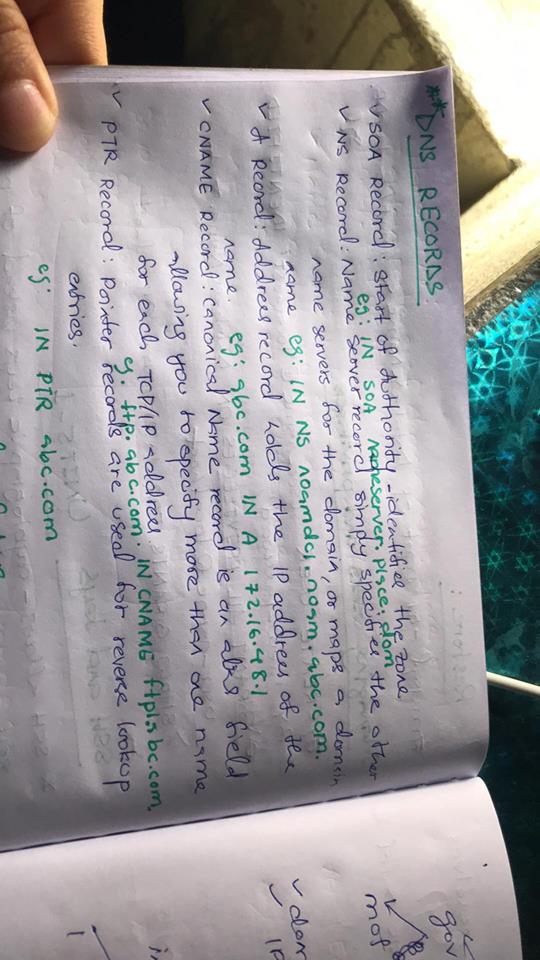 **DNS RECORDS
✓ SOA Record : Start of Authority - identifies the zone
eg: IN SOA nameserver.place.dom
✓ NS Record : Name Server record simply specifies the other
name servers for the domain, or maps a domain
name eg: IN NS noamdc1.noam.abc.com.
✓ A Record : Address record holds the IP address of the
name. eg: abc.com IN A 172.16.48.1
✓ CNAME Record : Canonical Name record is an alias field
allowing you to specify more than one name
for each TCP/IP address
g. ftp.abc.com. IN CNAME ftp1.abc.com.
✓ PTR Record : Pointer records are used for reverse lookup
entries.
eg: IN PTR abc.com
gov
mof
✓ dom
IP